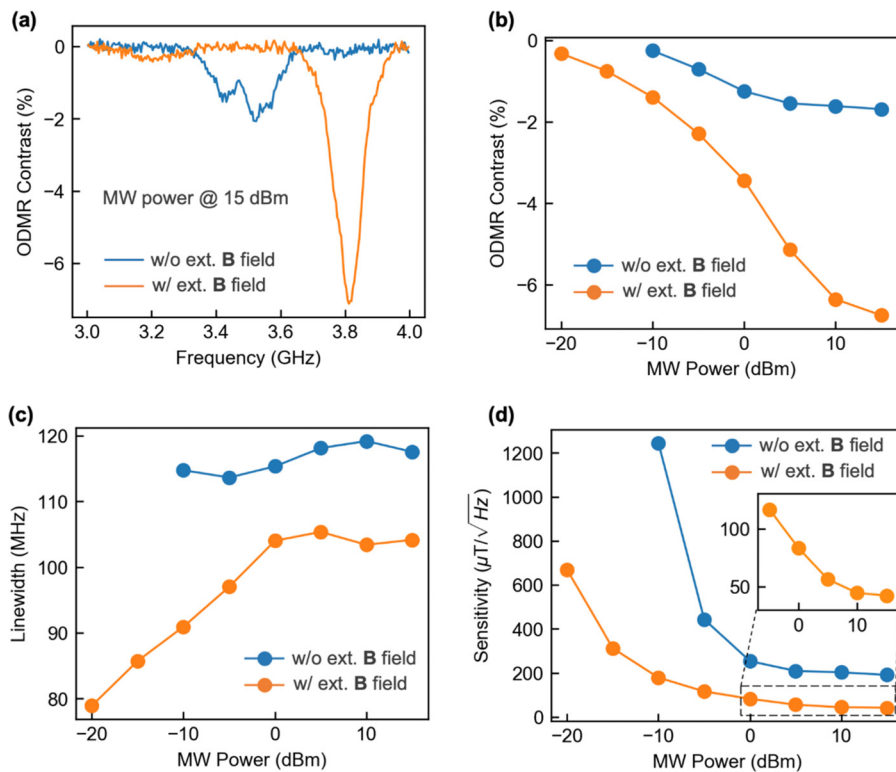 (a)
0
−2
−4
−6
ODMR Contrast (%)
MW power @ 15 dBm
w/o ext. B field
w/ ext. B field
3.0
3.2
3.4
3.6
3.8
4.0
Frequency (GHz)
(b)
0
−2
−4
−6
ODMR Contrast (%)
w/o ext. B field
w/ ext. B field
−20
−10
0
10
MW Power (dBm)
(c)
120
110
100
90
80
Linewidth (MHz)
w/o ext. B field
w/ ext. B field
−20
−10
0
10
MW Power (dBm)
(d)
1200
1000
800
600
400
200
0
Sensitivity (μT/√Hz)
w/o ext. B field
w/ ext. B field
100
50
0
10
−20
−10
0
10
MW Power (dBm)